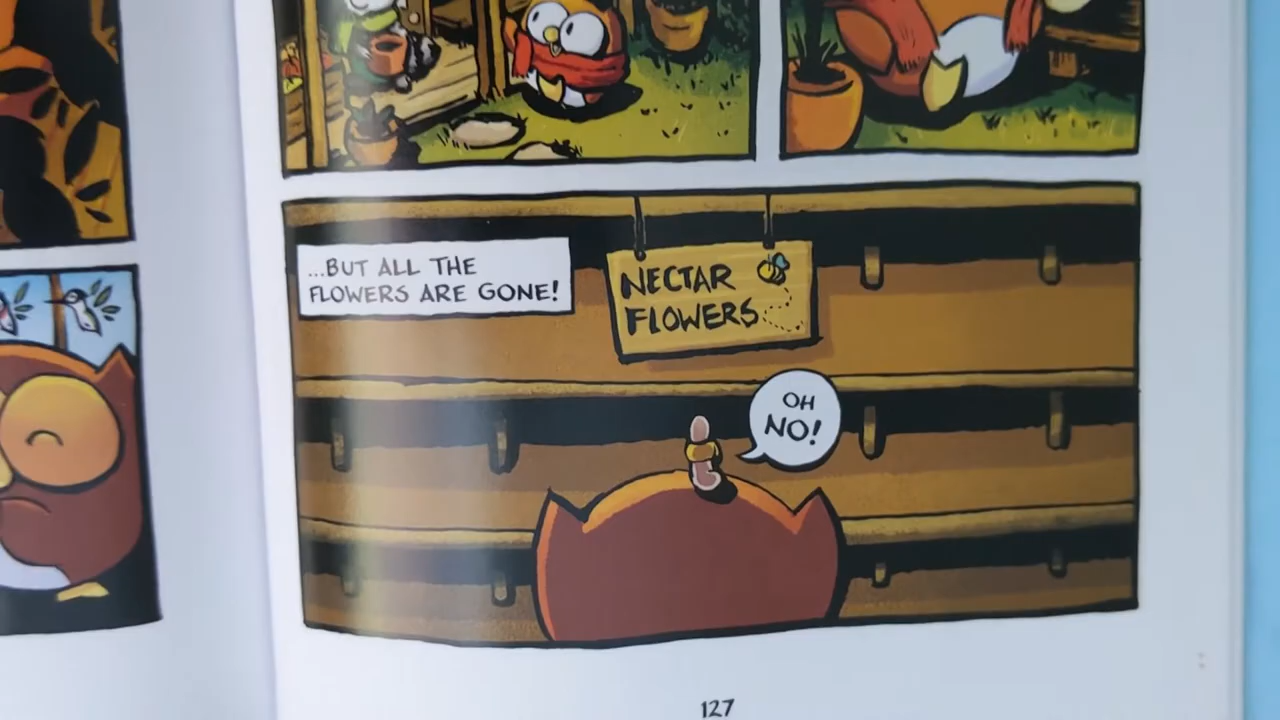 ...BUT ALL THE
FLOWERS ARE GONE!
NECTAR
FLOWERS
OH
NO!
127